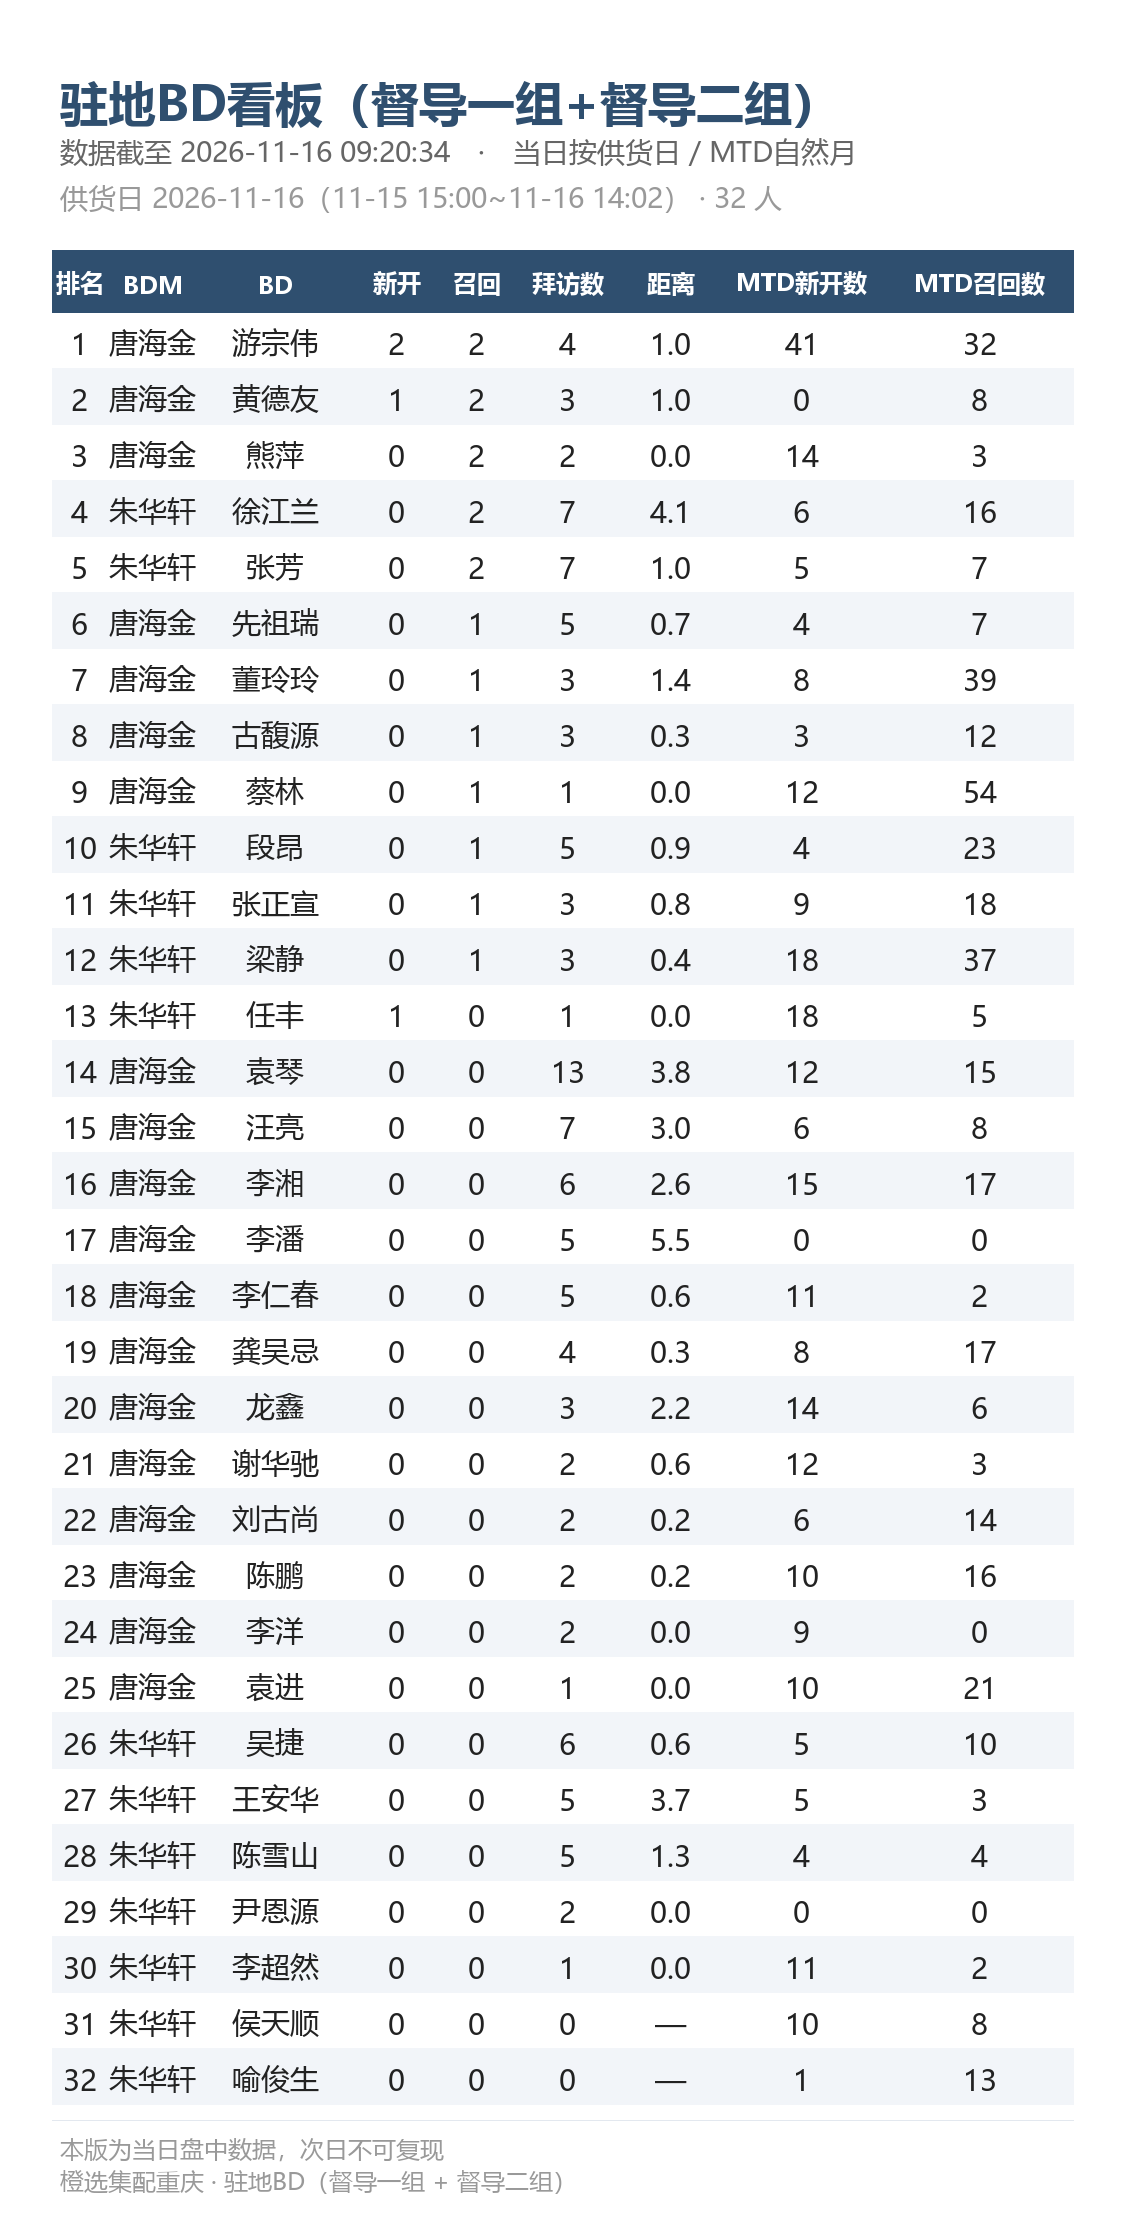 驻地BD看板（督导一组+督导二组）
数据截至 2026-11-16 09:20:34 · 当日按供货日 / MTD自然月
供货日 2026-11-16（11-15 15:00~11-16 14:02）· 32 人
排名 BDM BD 新开 召回 拜访数 距离 MTD新开数 MTD召回数
1 唐海金 游宗伟 2 2 4 1.0 41 32
2 唐海金 黄德友 1 2 3 1.0 0 8
3 唐海金 熊萍 0 2 2 0.0 14 3
4 朱华轩 徐江兰 0 2 7 4.1 6 16
5 朱华轩 张芳 0 2 7 1.0 5 7
6 唐海金 先祖瑞 0 1 5 0.7 4 7
7 唐海金 董玲玲 0 1 3 1.4 8 39
8 唐海金 古馥源 0 1 3 0.3 3 12
9 唐海金 蔡林 0 1 1 0.0 12 54
10 朱华轩 段昂 0 1 5 0.9 4 23
11 朱华轩 张正宣 0 1 3 0.8 9 18
12 朱华轩 梁静 0 1 3 0.4 18 37
13 朱华轩 任丰 1 0 1 0.0 18 5
14 唐海金 袁琴 0 0 13 3.8 12 15
15 唐海金 汪亮 0 0 7 3.0 6 8
16 唐海金 李湘 0 0 6 2.6 15 17
17 唐海金 李潘 0 0 5 5.5 0 0
18 唐海金 李仁春 0 0 5 0.6 11 2
19 唐海金 龚吴忌 0 0 4 0.3 8 17
20 唐海金 龙鑫 0 0 3 2.2 14 6
21 唐海金 谢华驰 0 0 2 0.6 12 3
22 唐海金 刘古尚 0 0 2 0.2 6 14
23 唐海金 陈鹏 0 0 2 0.2 10 16
24 唐海金 李洋 0 0 2 0.0 9 0
25 唐海金 袁进 0 0 1 0.0 10 21
26 朱华轩 吴捷 0 0 6 0.6 5 10
27 朱华轩 王安华 0 0 5 3.7 5 3
28 朱华轩 陈雪山 0 0 5 1.3 4 4
29 朱华轩 尹恩源 0 0 2 0.0 0 0
30 朱华轩 李超然 0 0 1 0.0 11 2
31 朱华轩 侯天顺 0 0 0 — 10 8
32 朱华轩 喻俊生 0 0 0 — 1 13
本版为当日盘中数据，次日不可复现
橙选集配重庆 · 驻地BD（督导一组 + 督导二组）